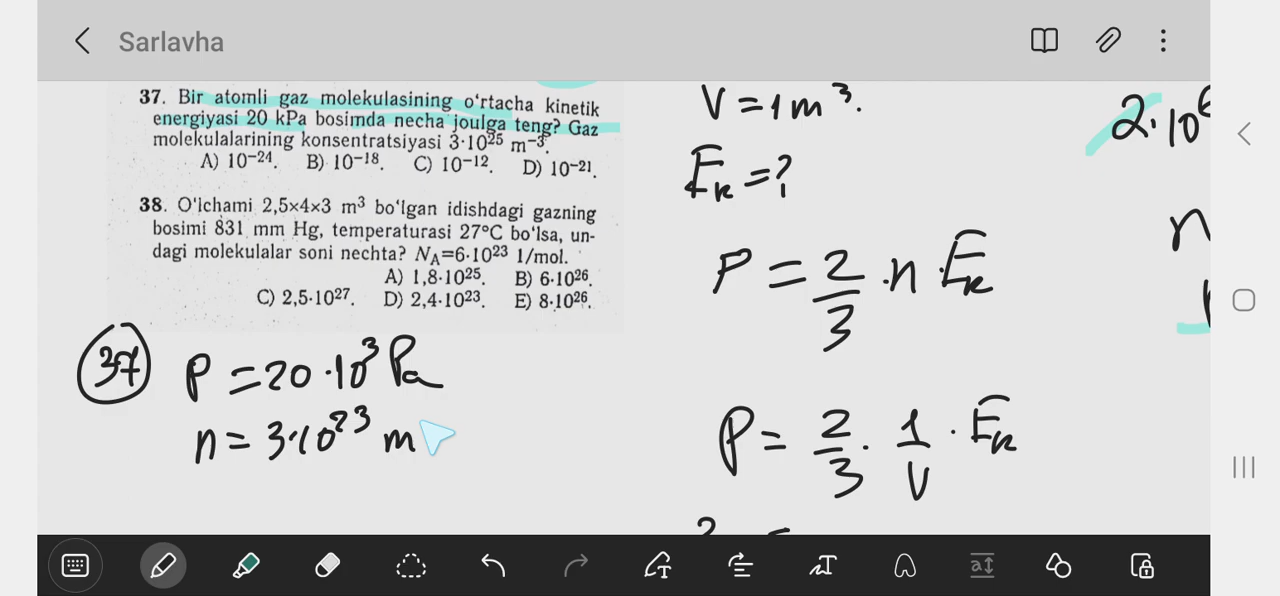 Sarlavha
37. Bir atomli gaz molekulasining o'rtacha kinetik
energiyasi 20 kPa bosimda necha joulga teng? Gaz
molekulalarining konsentratsiyasi 3·10²⁵ m⁻³.
A) 10⁻²⁴. B) 10⁻¹⁸. C) 10⁻¹². D) 10⁻²¹.
38. O'lchami 2,5×4×3 m³ bo'lgan idishdagi gazning
bosimi 831 mm Hg, temperaturasi 27°C bo'lsa, un-
dagi molekulalar soni nechta? N_A=6·10²³ 1/mol.
A) 1,8·10²⁵. B) 6·10²⁶.
C) 2,5·10²⁷. D) 2,4·10²³. E) 8·10²⁶.
37 P = 20·10³ Pa
n = 3·10²³ m
V = 1 m³.
E̅ₖ = ?
P = 2/3 · n · E̅ₖ
P = 2/3 · 1/V · E̅ₖ
2·10⁶
n